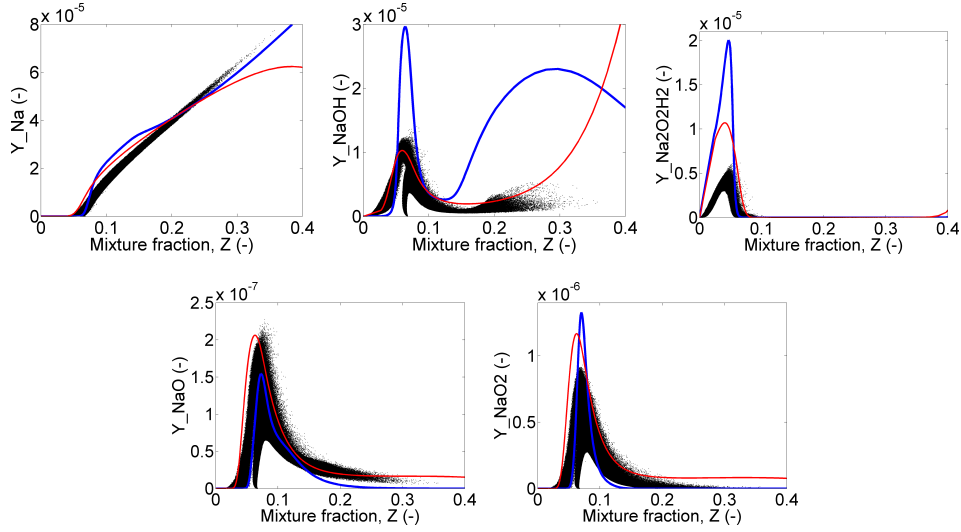 8 x 10 -5
6
4
2
0
0 0.1 0.2 0.3 0.4
Y_Na (-)
Mixture fraction, Z (-)
3 x 10 -5
2
1
0
0 0.1 0.2 0.3 0.4
Y_NaOH (-)
Mixture fraction, Z (-)
x 10 -5
2
1.5
1
0.5
0
0 0.1 0.2 0.3 0.4
Y_Na2O2H2 (-)
Mixture fraction, Z (-)
2.5 x 10 -7
2
1.5
1
0.5
0
0 0.1 0.2 0.3 0.4
Y_NaO (-)
Mixture fraction, Z (-)
x 10 -6
1
0.5
0
0 0.1 0.2 0.3 0.4
Y_NaO2 (-)
Mixture fraction, Z (-)